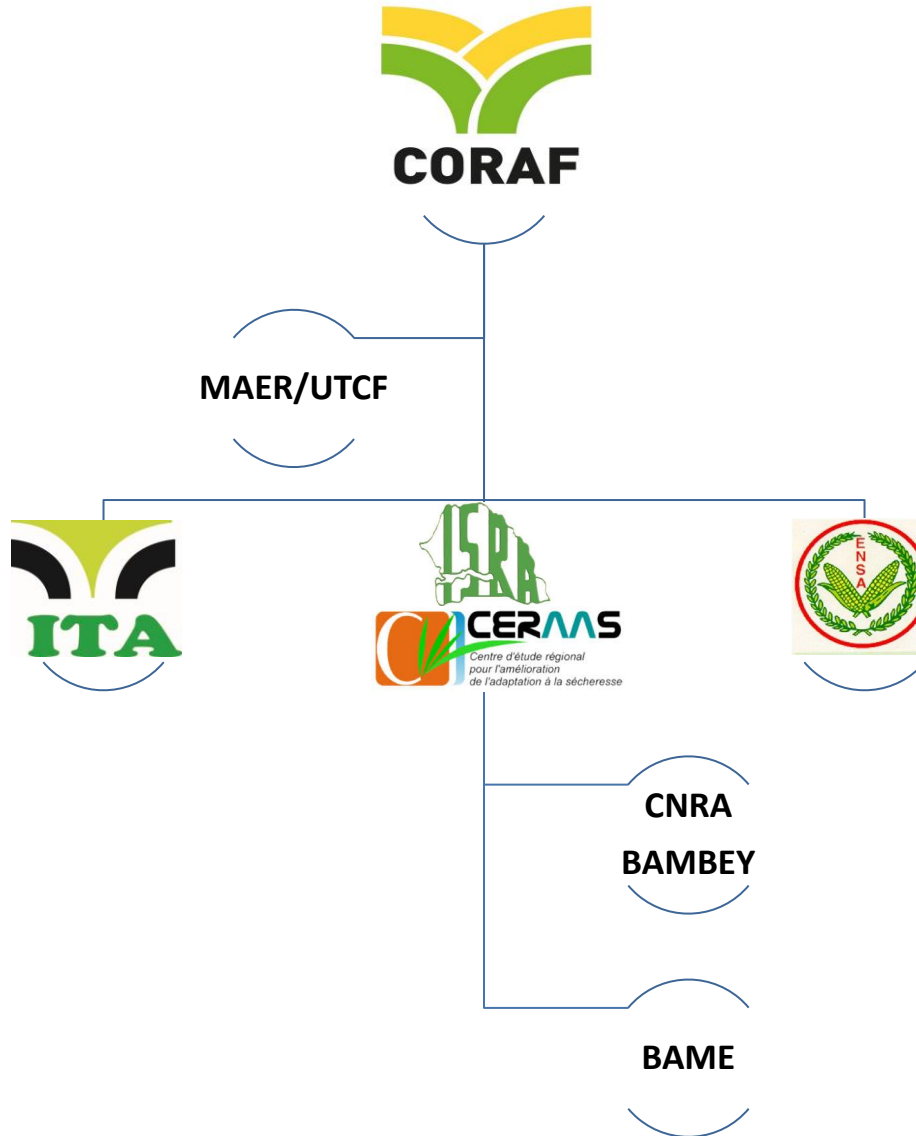 CORAF
MAER/UTCF
ITA
ISRA
CERAAS
Centre d'étude régional
pour l'amélioration
de l'adaptation à la sécheresse
ENSA
CNRA
BAMBEY
BAME